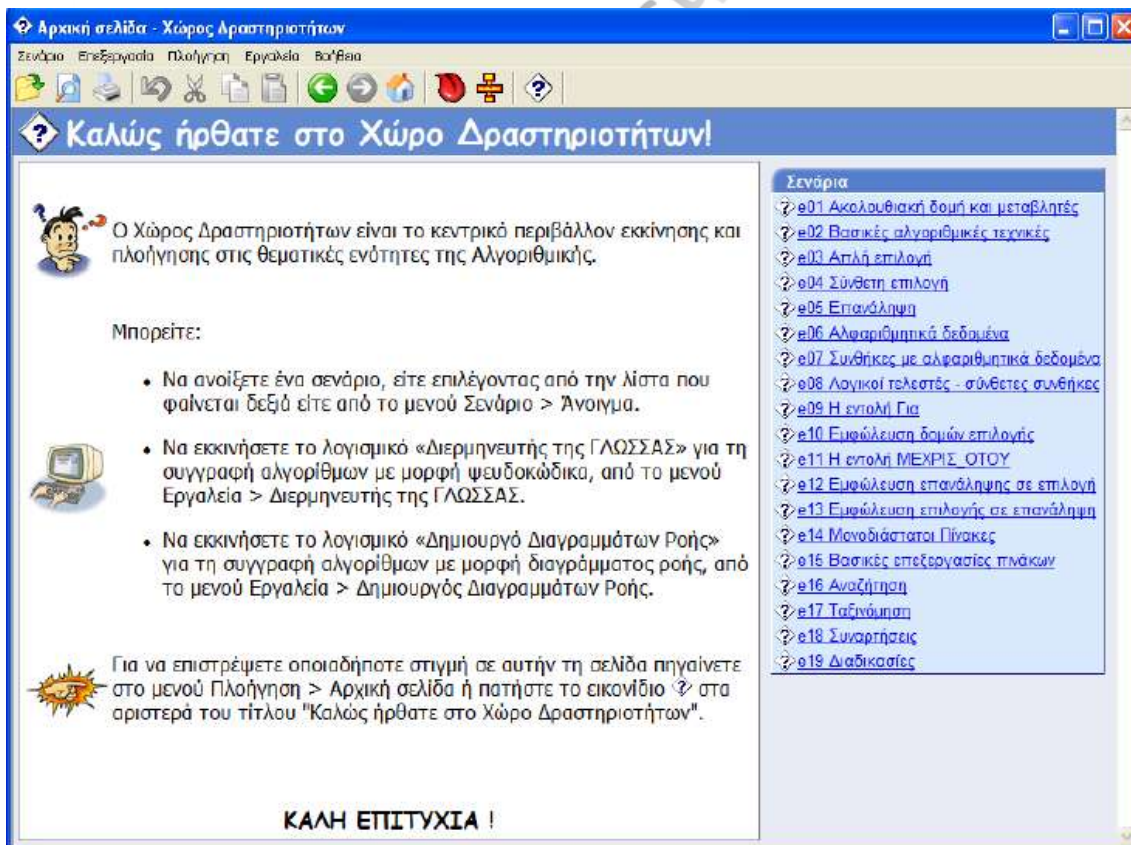 Αρχική σελίδα - Χώρος Δραστηριοτήτων
Σενάριο Επεξεργασία Πλοήγηση Εργαλεία Βοήθεια
Καλώς ήρθατε στο Χώρο Δραστηριοτήτων!
Ο Χώρος Δραστηριοτήτων είναι το κεντρικό περιβάλλον εκκίνησης και
πλοήγησης στις θεματικές ενότητες της Αλγοριθμικής.
Μπορείτε:
• Να ανοίξετε ένα σενάριο, είτε επιλέγοντας από την λίστα που
φαίνεται δεξιά είτε από το μενού Σενάριο > Άνοιγμα.
• Να εκκινήσετε το λογισμικό «Διερμηνευτής της ΓΛΩΣΣΑΣ» για τη
συγγραφή αλγορίθμων με μορφή ψευδοκώδικα, από το μενού
Εργαλεία > Διερμηνευτής της ΓΛΩΣΣΑΣ.
• Να εκκινήσετε το λογισμικό «Δημιουργό Διαγραμμάτων Ροής»
για τη συγγραφή αλγορίθμων με μορφή διαγράμματος ροής, από
το μενού Εργαλεία > Δημιουργός Διαγραμμάτων Ροής.
Για να επιστρέψετε οποιαδήποτε στιγμή σε αυτήν τη σελίδα πηγαίνετε
στο μενού Πλοήγηση > Αρχική σελίδα ή πατήστε το εικονίδιο στα
αριστερά του τίτλου "Καλώς ήρθατε στο Χώρο Δραστηριοτήτων".
ΚΑΛΗ ΕΠΙΤΥΧΙΑ !
Σενάρια
e01 Ακολουθιακή δομή και μεταβλητές
e02 Βασικές αλγοριθμικές τεχνικές
e03 Απλή επιλογή
e04 Σύνθετη επιλογή
e05 Επανάληψη
e06 Αλφαριθμητικά δεδομένα
e07 Συνθήκες με αλφαριθμητικά δεδομένα
e08 Λογικοί τελεστές - σύνθετες συνθήκες
e09 Η εντολή Για
e10 Εμφώλευση δομών επιλογής
e11 Η εντολή ΜΕΧΡΙΣ_ΟΤΟΥ
e12 Εμφώλευση επανάληψης σε επιλογή
e13 Εμφώλευση επιλογής σε επανάληψη
e14 Μονοδιάστατοι Πίνακες
e15 Βασικές επεξεργασίες πινάκων
e16 Αναζήτηση
e17 Ταξινόμηση
e18 Συναρτήσεις
e19 Διαδικασίες